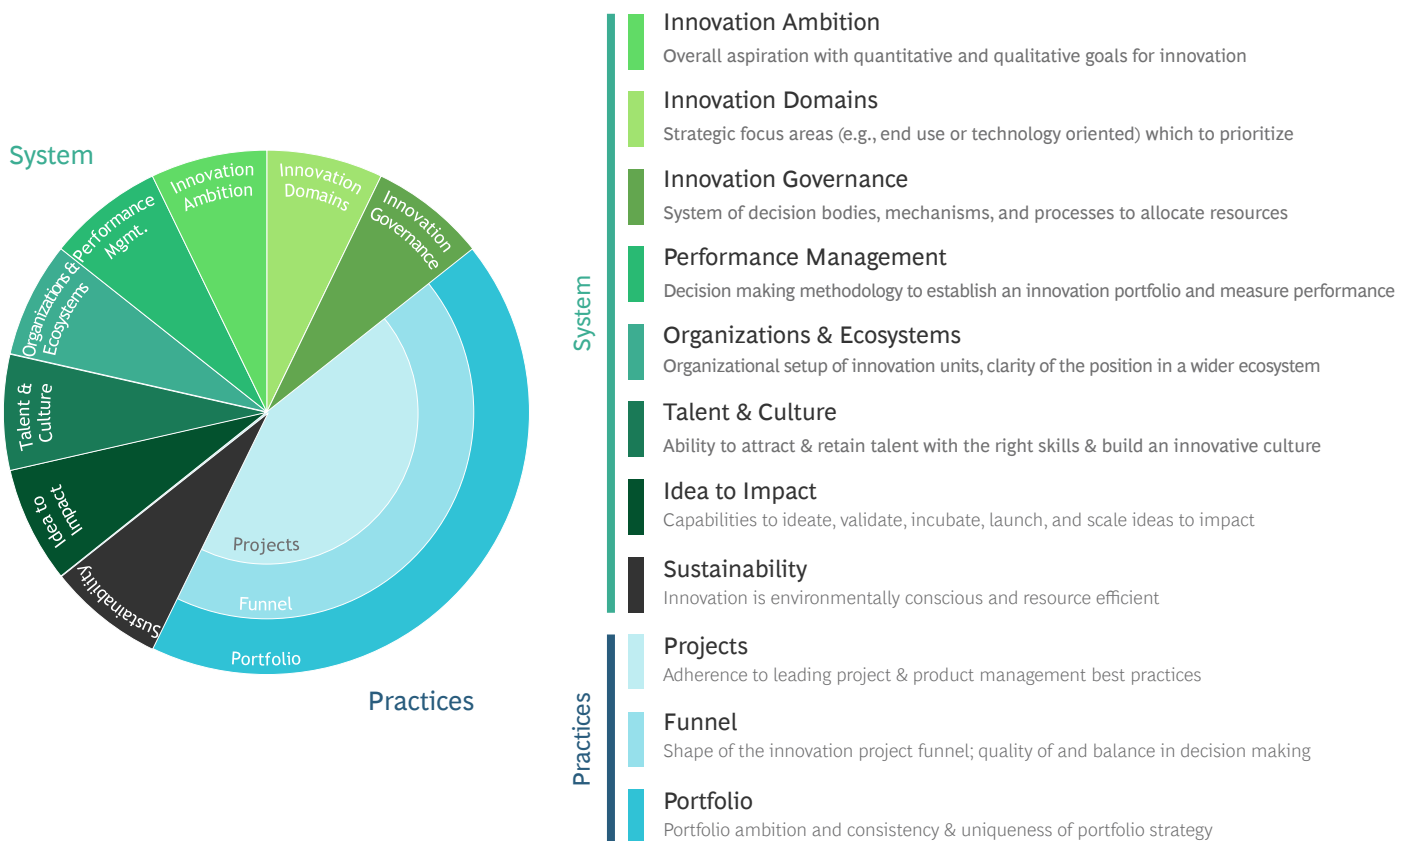 System
Innovation
Ambition
Innovation
Domains
Innovation
Governance
Performance
Mgmt.
Organizations &
Ecosystems
Talent &
Culture
Idea to
Impact
Sustainability
Projects
Funnel
Portfolio
Practices
System
Innovation Ambition
Overall aspiration with quantitative and qualitative goals for innovation
Innovation Domains
Strategic focus areas (e.g., end use or technology oriented) which to prioritize
Innovation Governance
System of decision bodies, mechanisms, and processes to allocate resources
Performance Management
Decision making methodology to establish an innovation portfolio and measure performance
Organizations & Ecosystems
Organizational setup of innovation units, clarity of the position in a wider ecosystem
Talent & Culture
Ability to attract & retain talent with the right skills & build an innovative culture
Idea to Impact
Capabilities to ideate, validate, incubate, launch, and scale ideas to impact
Sustainability
Innovation is environmentally conscious and resource efficient
Practices
Projects
Adherence to leading project & product management best practices
Funnel
Shape of the innovation project funnel; quality of and balance in decision making
Portfolio
Portfolio ambition and consistency & uniqueness of portfolio strategy